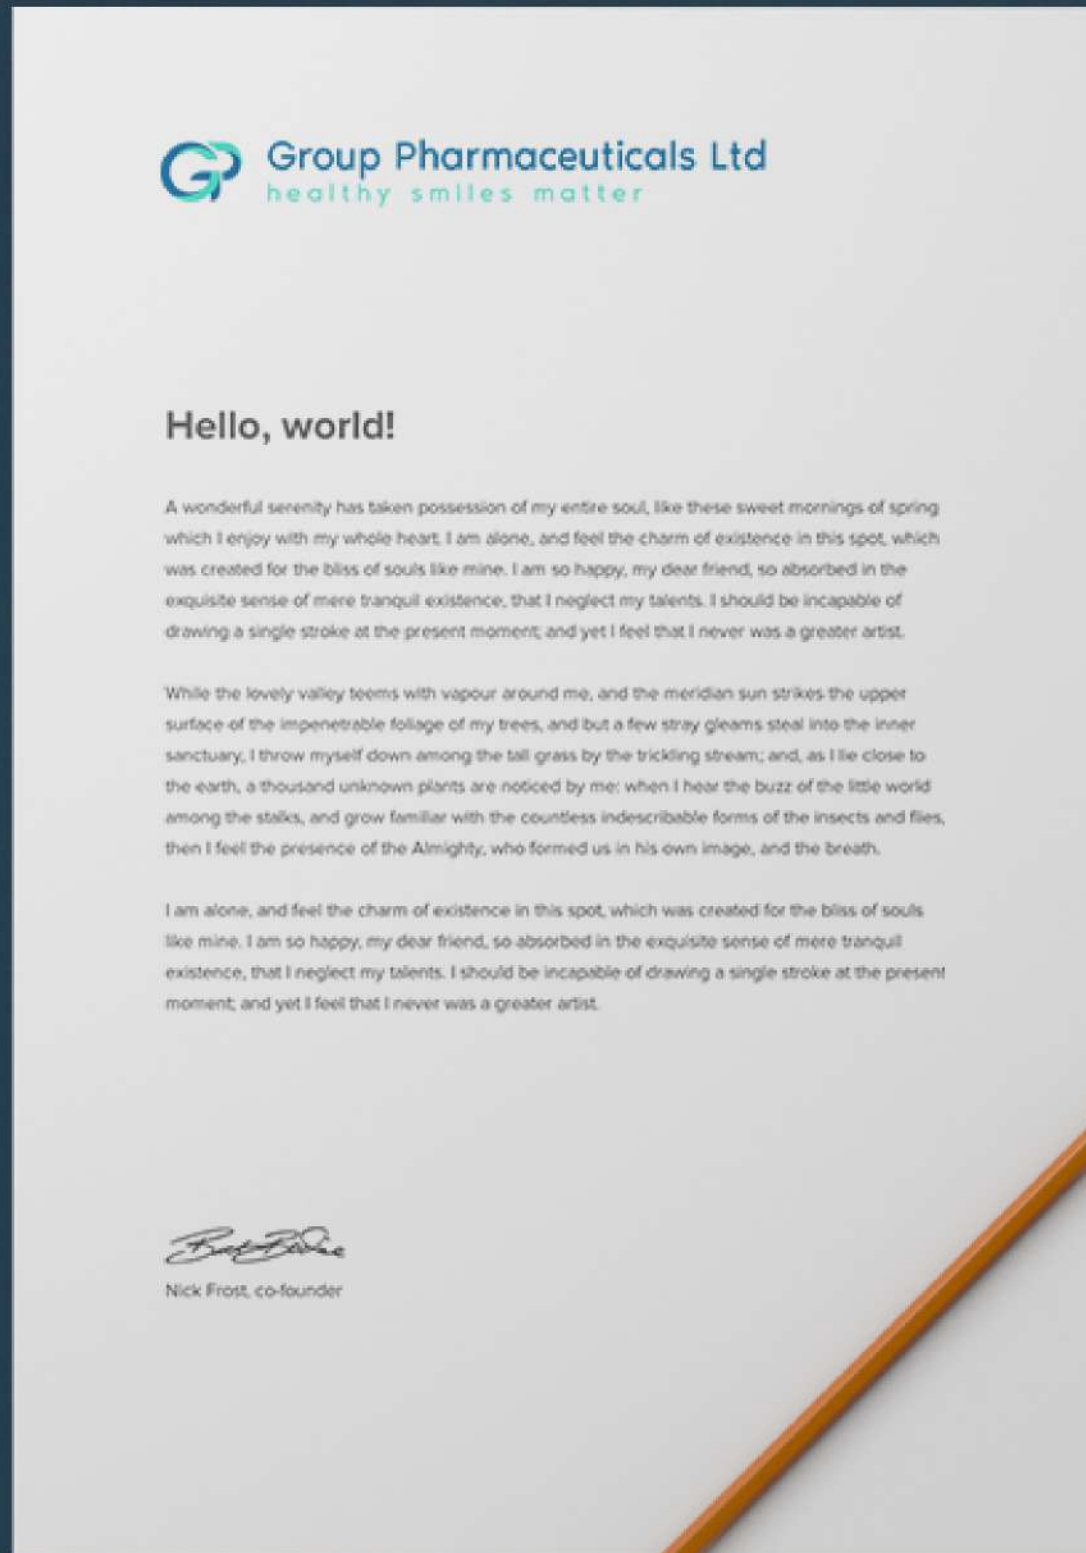 GP
Group Pharmaceuticals Ltd
healthy smiles matter
Hello, world!
A wonderful serenity has taken possession of my entire soul, like these sweet mornings of spring
which I enjoy with my whole heart. I am alone, and feel the charm of existence in this spot, which
was created for the bliss of souls like mine. I am so happy, my dear friend, so absorbed in the
exquisite sense of mere tranquil existence, that I neglect my talents. I should be incapable of
drawing a single stroke at the present moment; and yet I feel that I never was a greater artist.
While the lovely valley teems with vapour around me, and the meridian sun strikes the upper
surface of the impenetrable foliage of my trees, and but a few stray gleams steal into the inner
sanctuary, I throw myself down among the tall grass by the trickling stream; and, as I lie close to
the earth, a thousand unknown plants are noticed by me: when I hear the buzz of the little world
among the stalks, and grow familiar with the countless indescribable forms of the insects and flies,
then I feel the presence of the Almighty, who formed us in his own image, and the breath.
I am alone, and feel the charm of existence in this spot, which was created for the bliss of souls
like mine. I am so happy, my dear friend, so absorbed in the exquisite sense of mere tranquil
existence, that I neglect my talents. I should be incapable of drawing a single stroke at the present
moment; and yet I feel that I never was a greater artist.
Nick Frost, co-founder